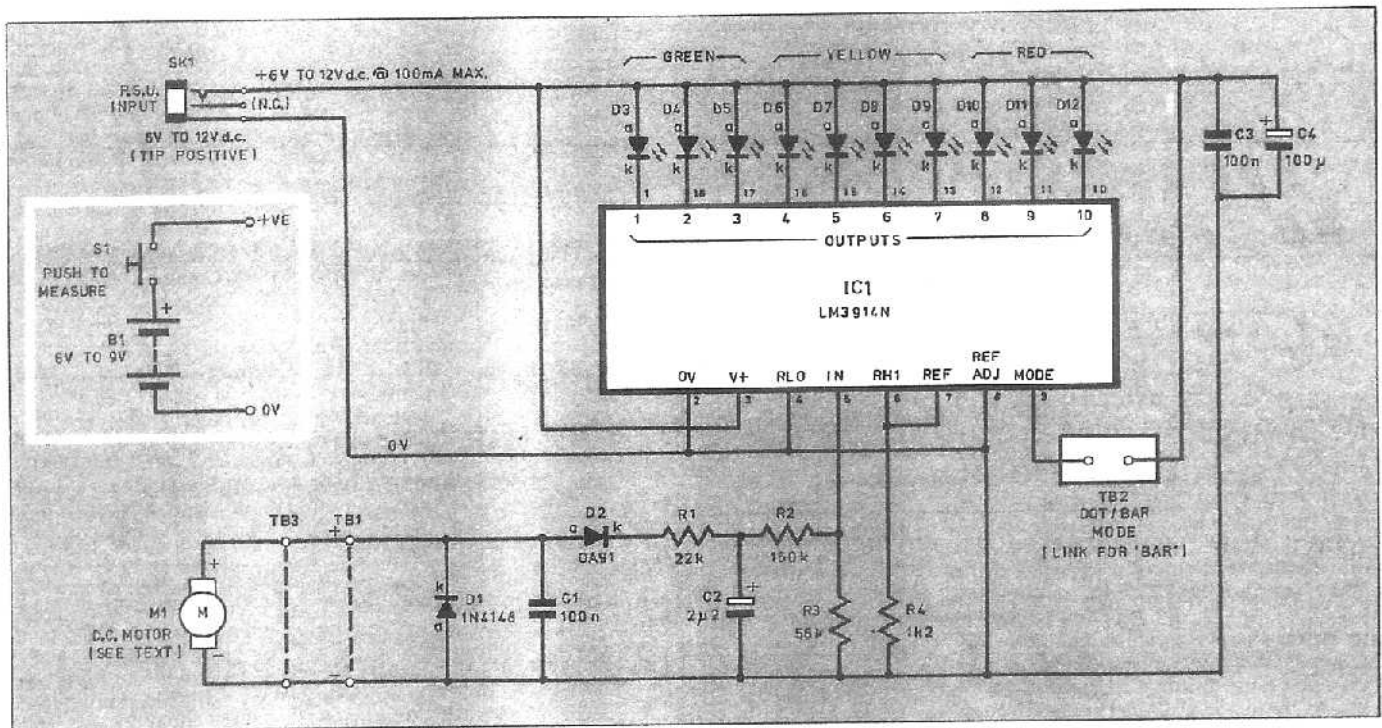 SK1
P.S.U. INPUT
+6V TO 12V d.c. @ 100mA MAX.
(N.C.)
6V TO 12V d.c.
(TIP POSITIVE)
GREEN
YELLOW
RED
D3 D4 D5 D6 D7 D8 D9 D10 D11 D12
a a a a a a a a a a
k k k k k k k k k k
1 18 17 16 15 14 13 12 11 10
1 2 3 4 5 6 7 8 9 10
OUTPUTS
IC1
LM3914N
0V V+ RLO IN RH1 REF REF ADJ MODE
2 3 4 5 6 7 8 9
+
C3
100n
C4
100µ
S1
PUSH TO
MEASURE
+VE
+
B1
6V TO 9V
0V
0V
TB2
DOT/BAR
MODE
(LINK FOR "BAR")
TB3
TB1
+
+
M
M1
D.C. MOTOR
(SEE TEXT)
−
−
k
D1
1N4148
a
C1
100n
D2
a k
OA91
R1
22k
R2
150k
+
C2
2µ2
R3
56k
R4
1k2